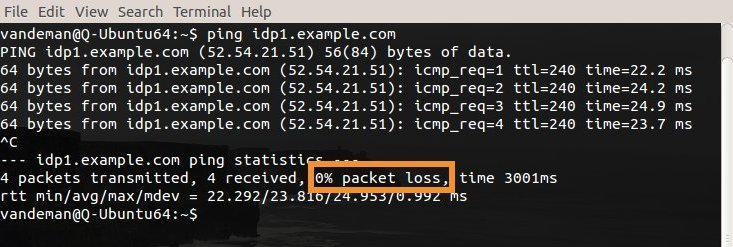 File Edit View Search Terminal Help
vandeman@Q-Ubuntu64:~$ ping idp1.example.com
PING idp1.example.com (52.54.21.51) 56(84) bytes of data.
64 bytes from idp1.example.com (52.54.21.51): icmp_req=1 ttl=240 time=22.2 ms
64 bytes from idp1.example.com (52.54.21.51): icmp_req=2 ttl=240 time=24.2 ms
64 bytes from idp1.example.com (52.54.21.51): icmp_req=3 ttl=240 time=24.9 ms
64 bytes from idp1.example.com (52.54.21.51): icmp_req=4 ttl=240 time=23.7 ms
^C
--- idp1.example.com ping statistics ---
4 packets transmitted, 4 received, 0% packet loss, time 3001ms
rtt min/avg/max/mdev = 22.292/23.816/24.953/0.992 ms
vandeman@Q-Ubuntu64:~$